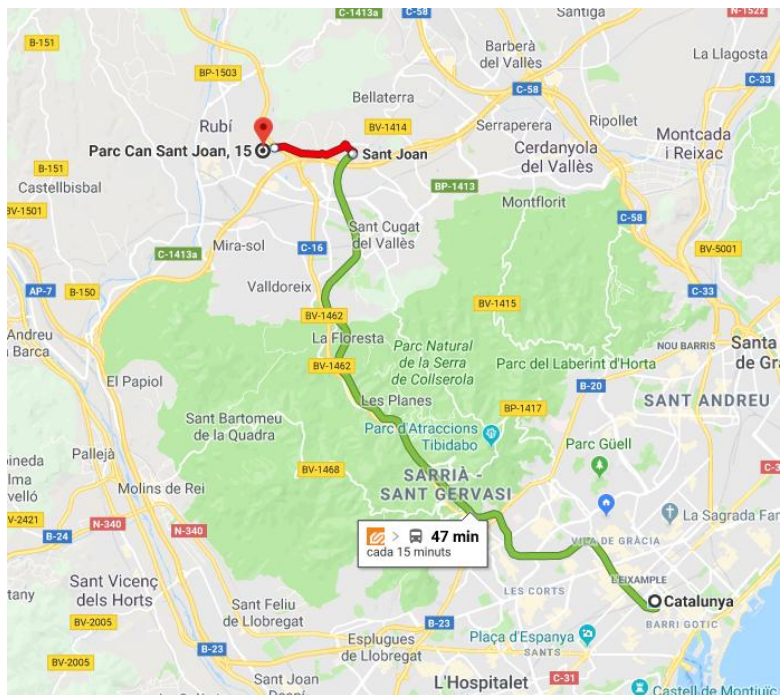 C-1413a
C-58
Santiga
N-152z
B-151
Barberà
del Vallès
La Llagosta
BP-1503
C-58
Bellaterra
Rubí
BV-1414
Serraperera
Ripollet
Montcada
i Reixac
Parc Can Sant Joan, 15
Sant Joan
Cerdanyola
del Vallès
B-151
Castellbisbal
BP-1413
Montflorit
BV-1501
Sant Cugat
del Vallès
C-58
Mira-sol
C-16
C-1413a
BV-5001
Valldoreix
AP-7
B-150
C-33
C-33
BV-1415
BV-1462
La Floresta
Andreu
a Barca
Parc Natural
de la Serra
de Collserola
NOU BARRIS
Santa
de Gra
BV-1462
Parc del Laberint d'Horta
El Papiol
B-20
Les Planes
BP-1417
SANT ANDREU
Sant Bartomeu
de la Quadra
Parc d'Atraccions
Tibidabo
Parc Güell
Pallejà
SARRIÀ -
SANT GERVASI
BV-1468
C-3
Molins de Rei
La Sagrada Fam
BV-2421
N-340
B-24
N-340
47 min
cada 15 minuts
VILA DE GRÀCIA
Sant Vicenç
dels Horts
LES CORTS
L'EIXAMPLE
Catalunya
Sant Feliu
de Llobregat
B-23
BARRI GÒTIC
BV-2005
B-23
Esplugues
de Llobregat
Plaça d'Espanya
SANTS
BV-2005
Sant Joan
L'Hospitalet
C-31
Castell de Montjuïc